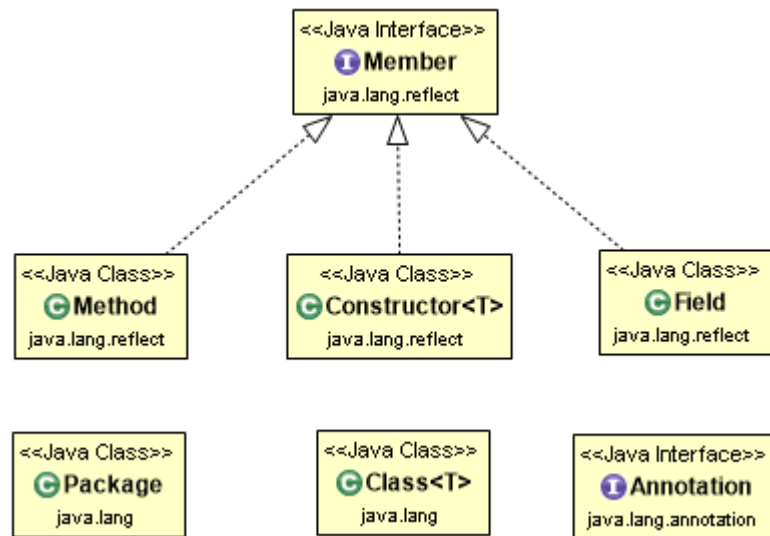 <<Java Interface>>
Member
java.lang.reflect
<<Java Class>>
Method
java.lang.reflect
<<Java Class>>
Constructor<T>
java.lang.reflect
<<Java Class>>
Field
java.lang.reflect
<<Java Class>>
Package
java.lang
<<Java Class>>
Class<T>
java.lang
<<Java Interface>>
Annotation
java.lang.annotation